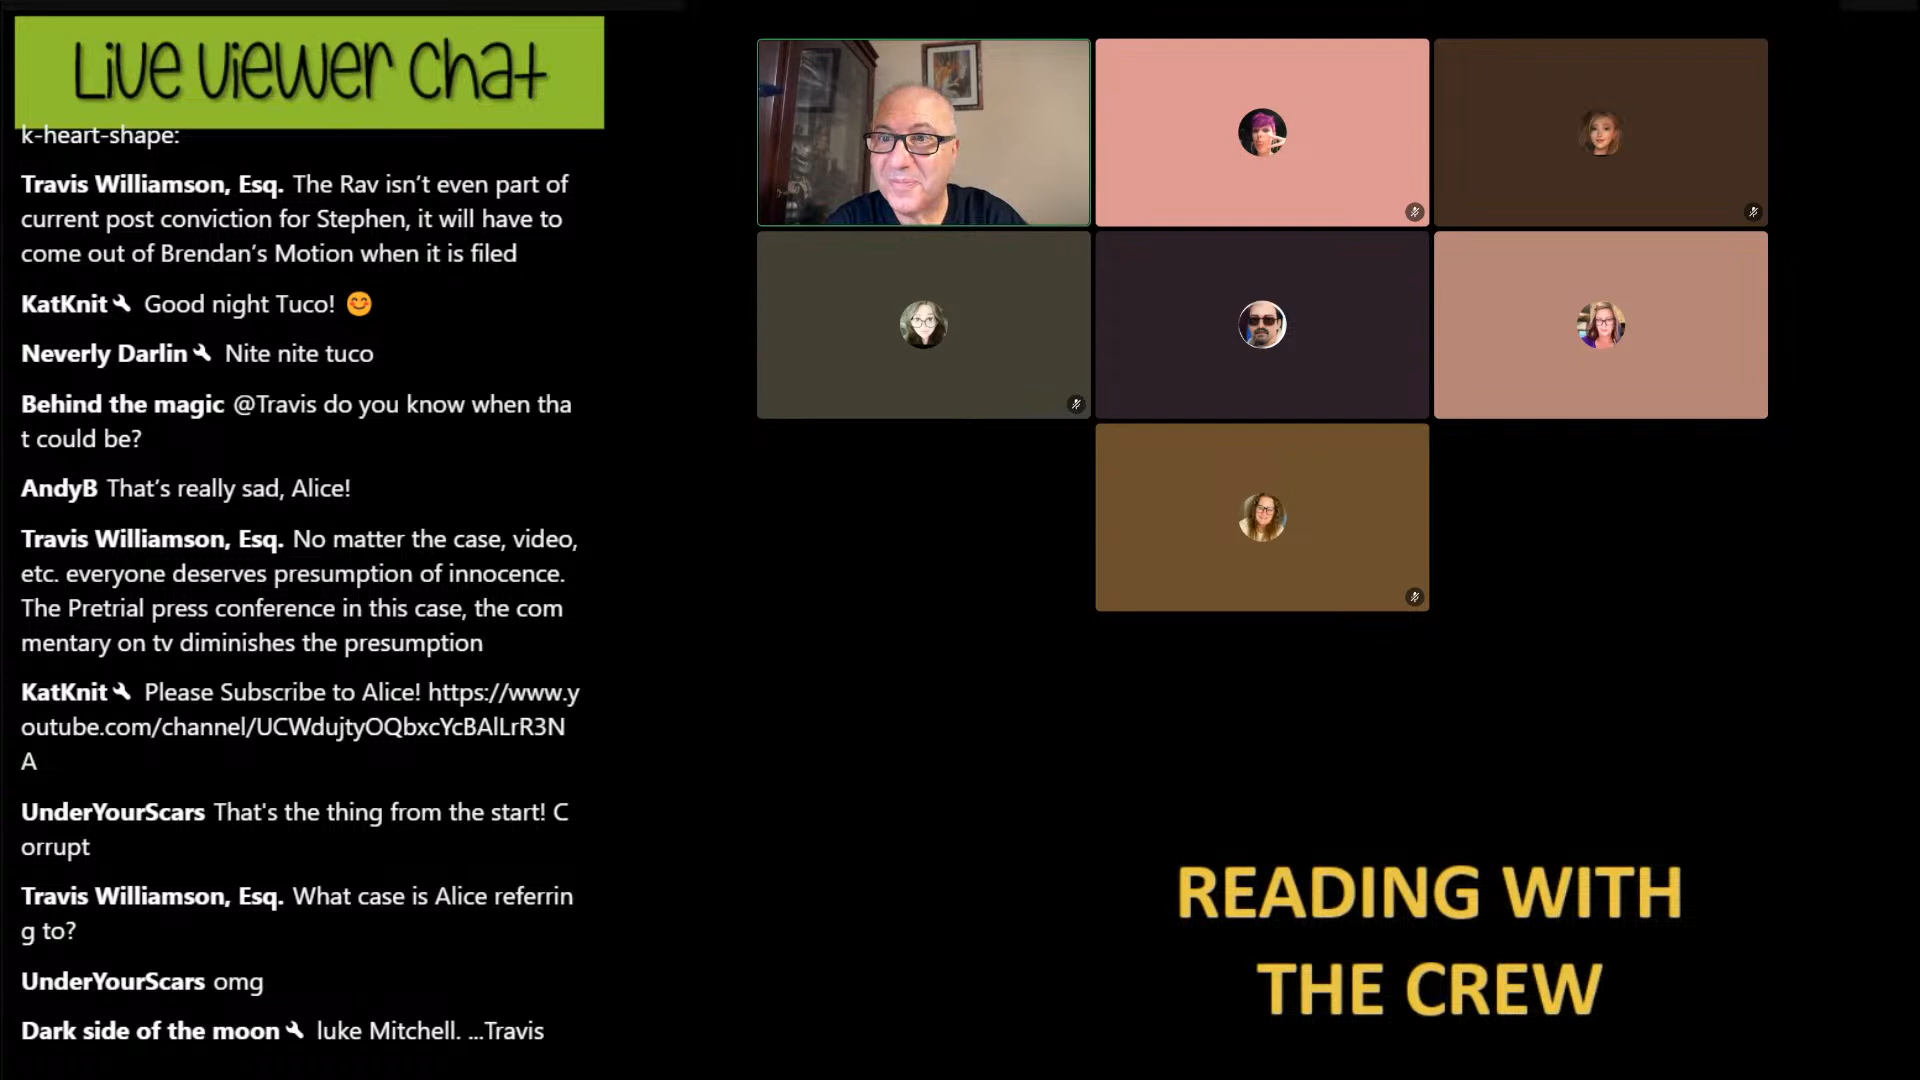 Live Viewer Chat
k-heart-shape:
Travis Williamson, Esq. The Rav isn’t even part of
current post conviction for Stephen, it will have to
come out of Brendan’s Motion when it is filed
KatKnit Good night Tuco! 😊
Neverly Darlin Nite nite tuco
Behind the magic @Travis do you know when tha
t could be?
AndyB That’s really sad, Alice!
Travis Williamson, Esq. No matter the case, video,
etc. everyone deserves presumption of innocence.
The Pretrial press conference in this case, the com
mentary on tv diminishes the presumption
KatKnit Please Subscribe to Alice! https://www.y
outube.com/channel/UCWdujtyOQbxcYcBAlLrR3N
A
UnderYourScars That's the thing from the start! C
orrupt
Travis Williamson, Esq. What case is Alice referrin
g to?
UnderYourScars omg
Dark side of the moon luke Mitchell. ...Travis
READING WITH
THE CREW